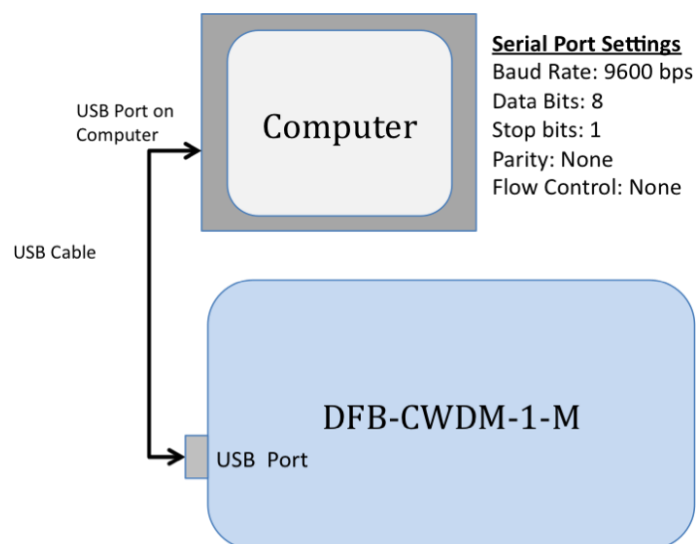 Serial Port Settings
Baud Rate: 9600 bps
Data Bits: 8
Stop bits: 1
Parity: None
Flow Control: None
USB Port on
Computer
Computer
USB Cable
DFB-CWDM-1-M
USB Port